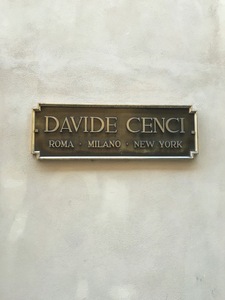 DAVIDE CENCI
ROMA · MILANO · NEW YORK